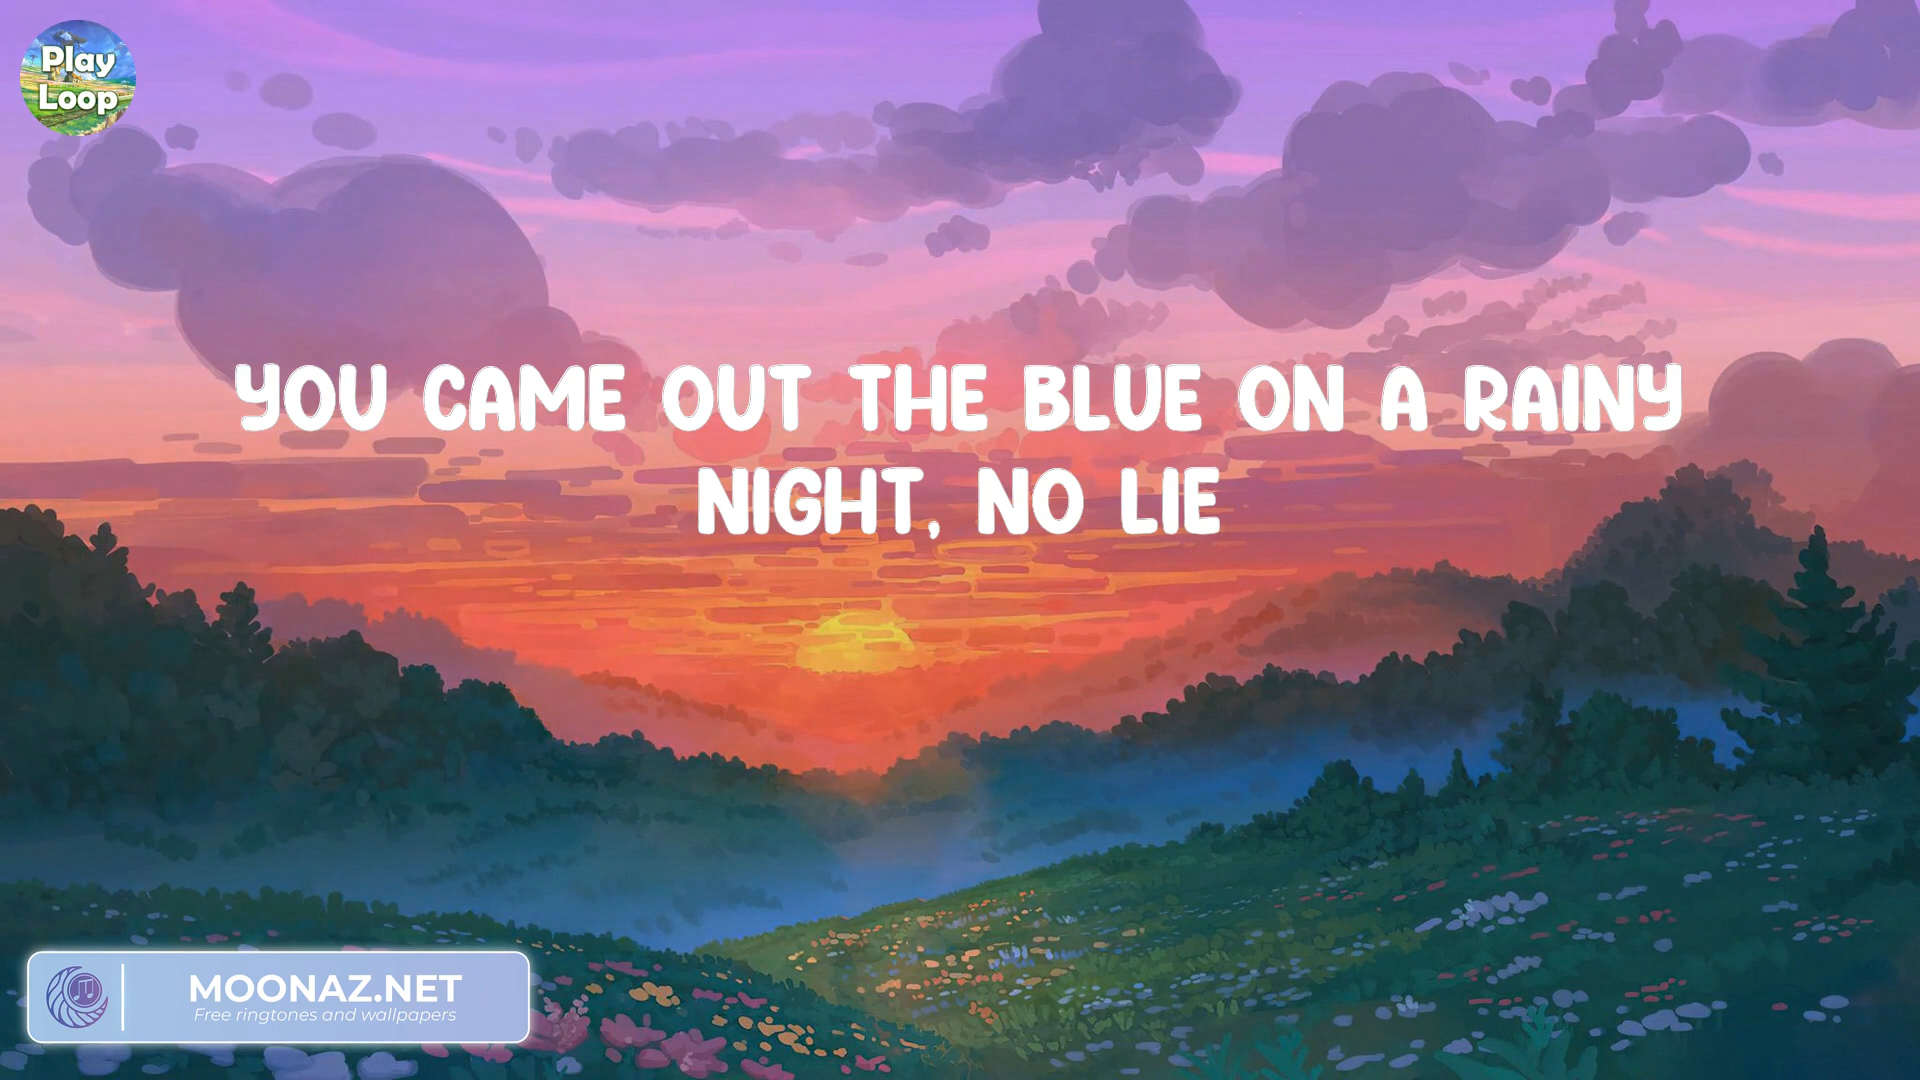 Play
Loop
YOU CAME OUT THE BLUE ON A RAINY
NIGHT, NO LIE
MOONAZ.NET
Free ringtones and wallpapers